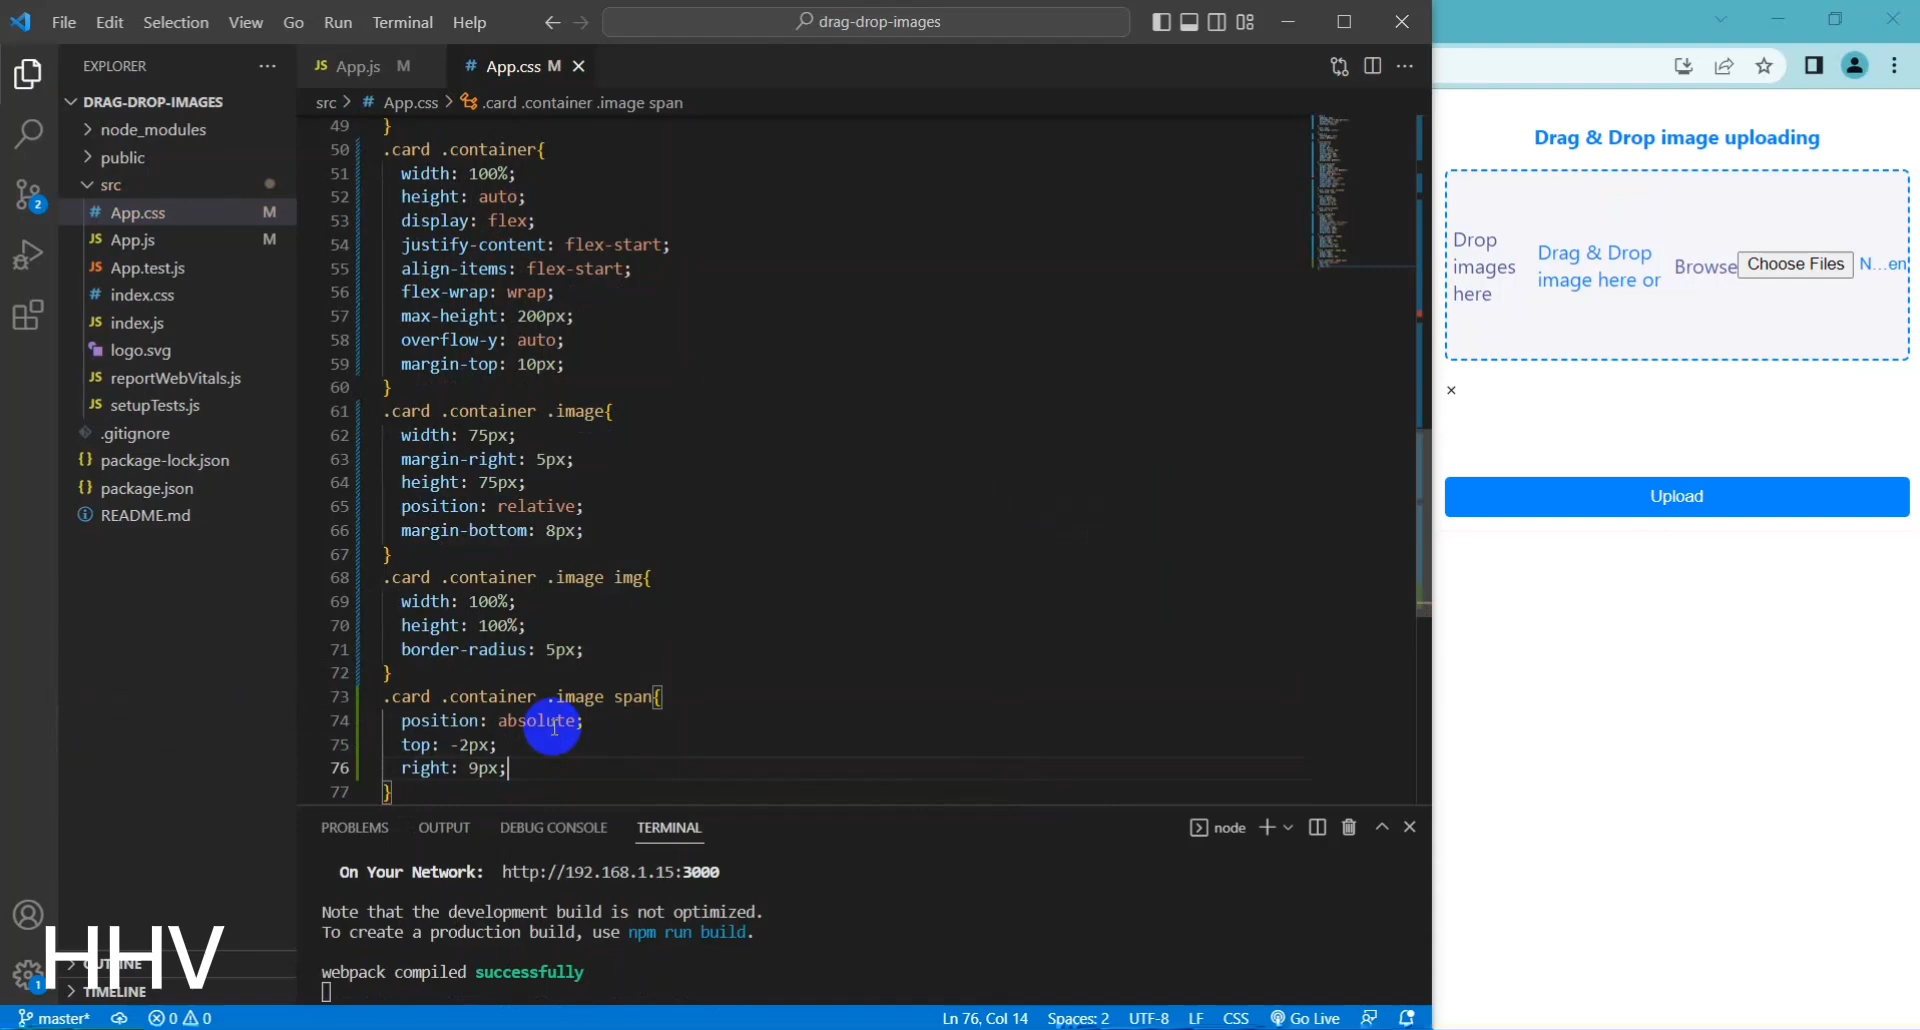 File Edit Selection View Go Run Terminal Help
drag-drop-images
EXPLORER
DRAG-DROP-IMAGES
node_modules
public
src
# App.css M
JS App.js M
JS App.test.js
# index.css
JS index.js
logo.svg
JS reportWebVitals.js
JS setupTests.js
.gitignore
{} package-lock.json
{} package.json
README.md
OUTLINE
TIMELINE
HHV
2
1
JS App.js M
# App.css M
src > # App.css > .card .container .image span
49 }
50 .card .container{
51 width: 100%;
52 height: auto;
53 display: flex;
54 justify-content: flex-start;
55 align-items: flex-start;
56 flex-wrap: wrap;
57 max-height: 200px;
58 overflow-y: auto;
59 margin-top: 10px;
60 }
61 .card .container .image{
62 width: 75px;
63 margin-right: 5px;
64 height: 75px;
65 position: relative;
66 margin-bottom: 8px;
67 }
68 .card .container .image img{
69 width: 100%;
70 height: 100%;
71 border-radius: 5px;
72 }
73 .card .container .image span{
74 position: absolute;
75 top: -2px;
76 right: 9px;
77 }
PROBLEMS OUTPUT DEBUG CONSOLE TERMINAL
node
On Your Network: http://192.168.1.15:3000
Note that the development build is not optimized.
To create a production build, use npm run build.
webpack compiled successfully
master* 0 0
Ln 76, Col 14 Spaces: 2 UTF-8 LF CSS Go Live
Drag & Drop image uploading
Drop images here
Drag & Drop image here or
Browse
Choose Files N...en
×
Upload